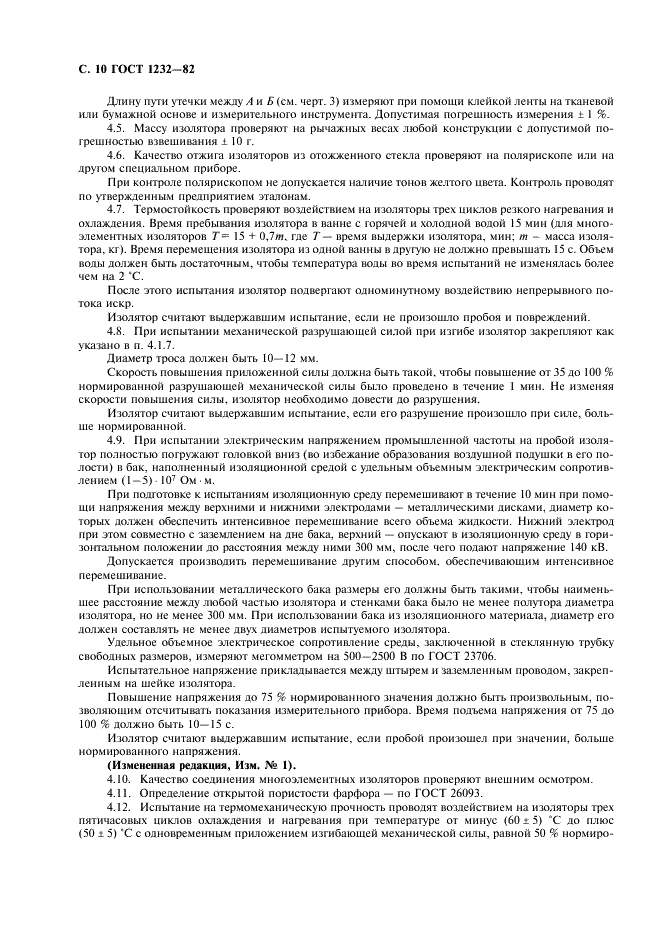 С. 10 ГОСТ 1232—82
Длину пути утечки между А и Б (см. черт. 3) измеряют при помощи клейкой ленты на тканевой
или бумажной основе и измерительного инструмента. Допустимая погрешность измерения ± 1 %.
4.5. Массу изолятора проверяют на рычажных весах любой конструкции с допустимой по-
грешностью взвешивания ± 10 г.
4.6. Качество отжига изоляторов из отожженного стекла проверяют на полярископе или на
другом специальном приборе.
При контроле полярископом не допускается наличие тонов желтого цвета. Контроль проводят
по утвержденным предприятием эталонам.
4.7. Термостойкость проверяют воздействием на изоляторы трех циклов резкого нагревания и
охлаждения. Время пребывания изолятора в ванне с горячей и холодной водой 15 мин (для много-
элементных изоляторов T = 15 + 0,7m, где T — время выдержки изолятора, мин; m – масса изоля-
тора, кг). Время перемещения изолятора из одной ванны в другую не должно превышать 15 с. Объем
воды должен быть достаточным, чтобы температура воды во время испытаний не изменялась более
чем на 2 °С.
После этого испытания изолятор подвергают одноминутному воздействию непрерывного по-
тока искр.
Изолятор считают выдержавшим испытание, если не произошло пробоя и повреждений.
4.8. При испытании механической разрушающей силой при изгибе изолятор закрепляют как
указано в п. 4.1.7.
Диаметр троса должен быть 10—12 мм.
Скорость повышения приложенной силы должна быть такой, чтобы повышение от 35 до 100 %
нормированной разрушающей механической силы было проведено в течение 1 мин. Не изменяя
скорости повышения силы, изолятор необходимо довести до разрушения.
Изолятор считают выдержавшим испытание, если его разрушение произошло при силе, боль-
ше нормированной.
4.9. При испытании электрическим напряжением промышленной частоты на пробой изоля-
тор полностью погружают головкой вниз (во избежание образования воздушной подушки в его по-
лости) в бак, наполненный изоляционной средой с удельным объемным электрическим сопротив-
лением (1—5) · 10⁷ Ом · м.
При подготовке к испытаниям изоляционную среду перемешивают в течение 10 мин при помо-
щи напряжения между верхними и нижними электродами — металлическими дисками, диаметр ко-
торых должен обеспечить интенсивное перемешивание всего объема жидкости. Нижний электрод
при этом совместно с заземлением на дне бака, верхний — опускают в изоляционную среду в гори-
зонтальном положении до расстояния между ними 300 мм, после чего подают напряжение 140 кВ.
Допускается производить перемешивание другим способом, обеспечивающим интенсивное
перемешивание.
При использовании металлического бака размеры его должны быть такими, чтобы наимень-
шее расстояние между любой частью изолятора и стенками бака было не менее полутора диаметра
изолятора, но не менее 300 мм. При использовании бака из изоляционного материала, диаметр его
должен составлять не менее двух диаметров испытуемого изолятора.
Удельное объемное электрическое сопротивление среды, заключенной в стеклянную трубку
свободных размеров, измеряют мегомметром на 500—2500 В по ГОСТ 23706.
Испытательное напряжение прикладывается между штырем и заземленным проводом, закреп-
ленным на шейке изолятора.
Повышение напряжения до 75 % нормированного значения должно быть произвольным, по-
зволяющим отсчитывать показания измерительного прибора. Время подъема напряжения от 75 до
100 % должно быть 10—15 с.
Изолятор считают выдержавшим испытание, если пробой произошел при значении, больше
нормированного напряжения.
(Измененная редакция, Изм. № 1).
4.10. Качество соединения многоэлементных изоляторов проверяют внешним осмотром.
4.11. Определение открытой пористости фарфора — по ГОСТ 26093.
4.12. Испытание на термомеханическую прочность проводят воздействием на изоляторы трех
пятичасовых циклов охлаждения и нагревания при температуре от минус (60 ± 5) °С до плюс
(50 ± 5) °С с одновременным приложением изгибающей механической силы, равной 50 % нормиро-